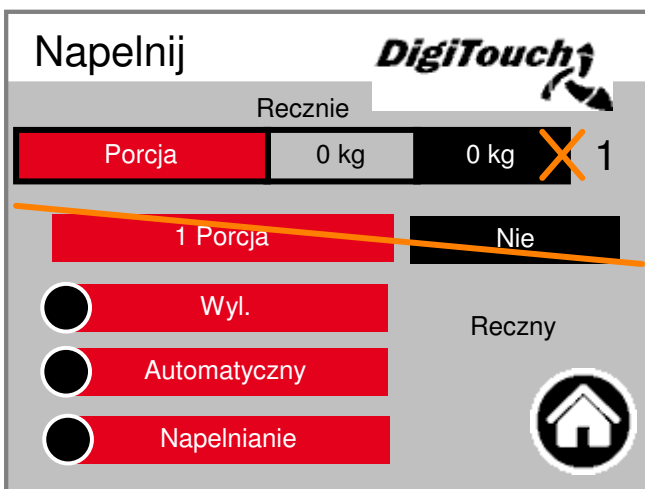 Napelnij DigiTouch
Recznie
Porcja 0 kg 0 kg 1
1 Porcja Nie
Wyl.
Reczny
Automatyczny
Napelnianie